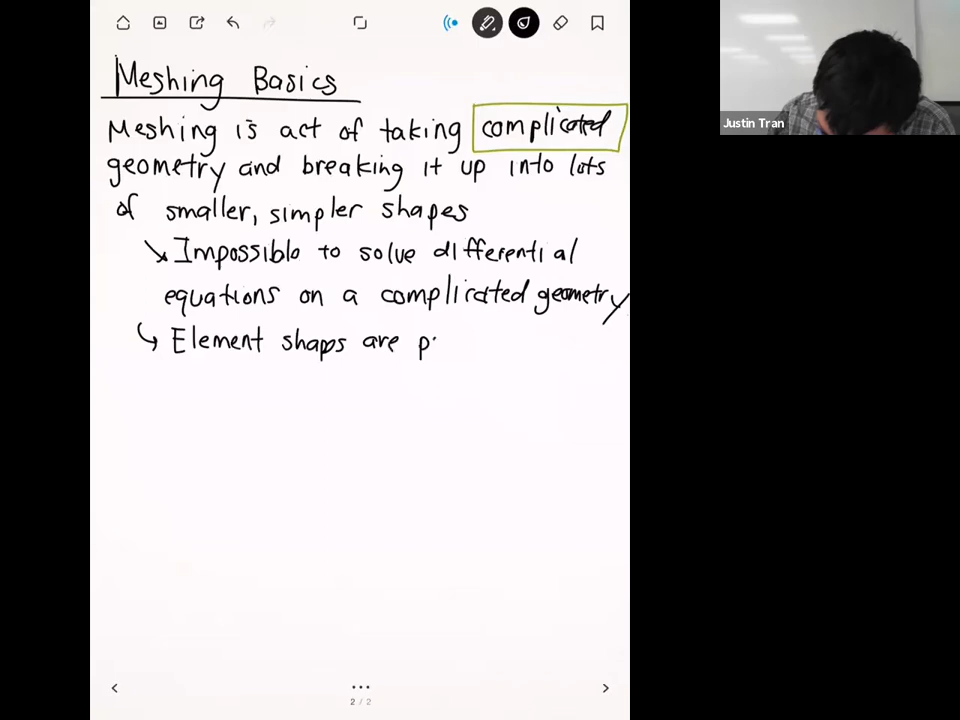 Meshing Basics
Meshing is act of taking complicated
geometry and breaking it up into lots
of smaller, simpler shapes
Impossible to solve differential
equations on a complicated geometry
Element shaps are p
2 / 2
Justin Tran